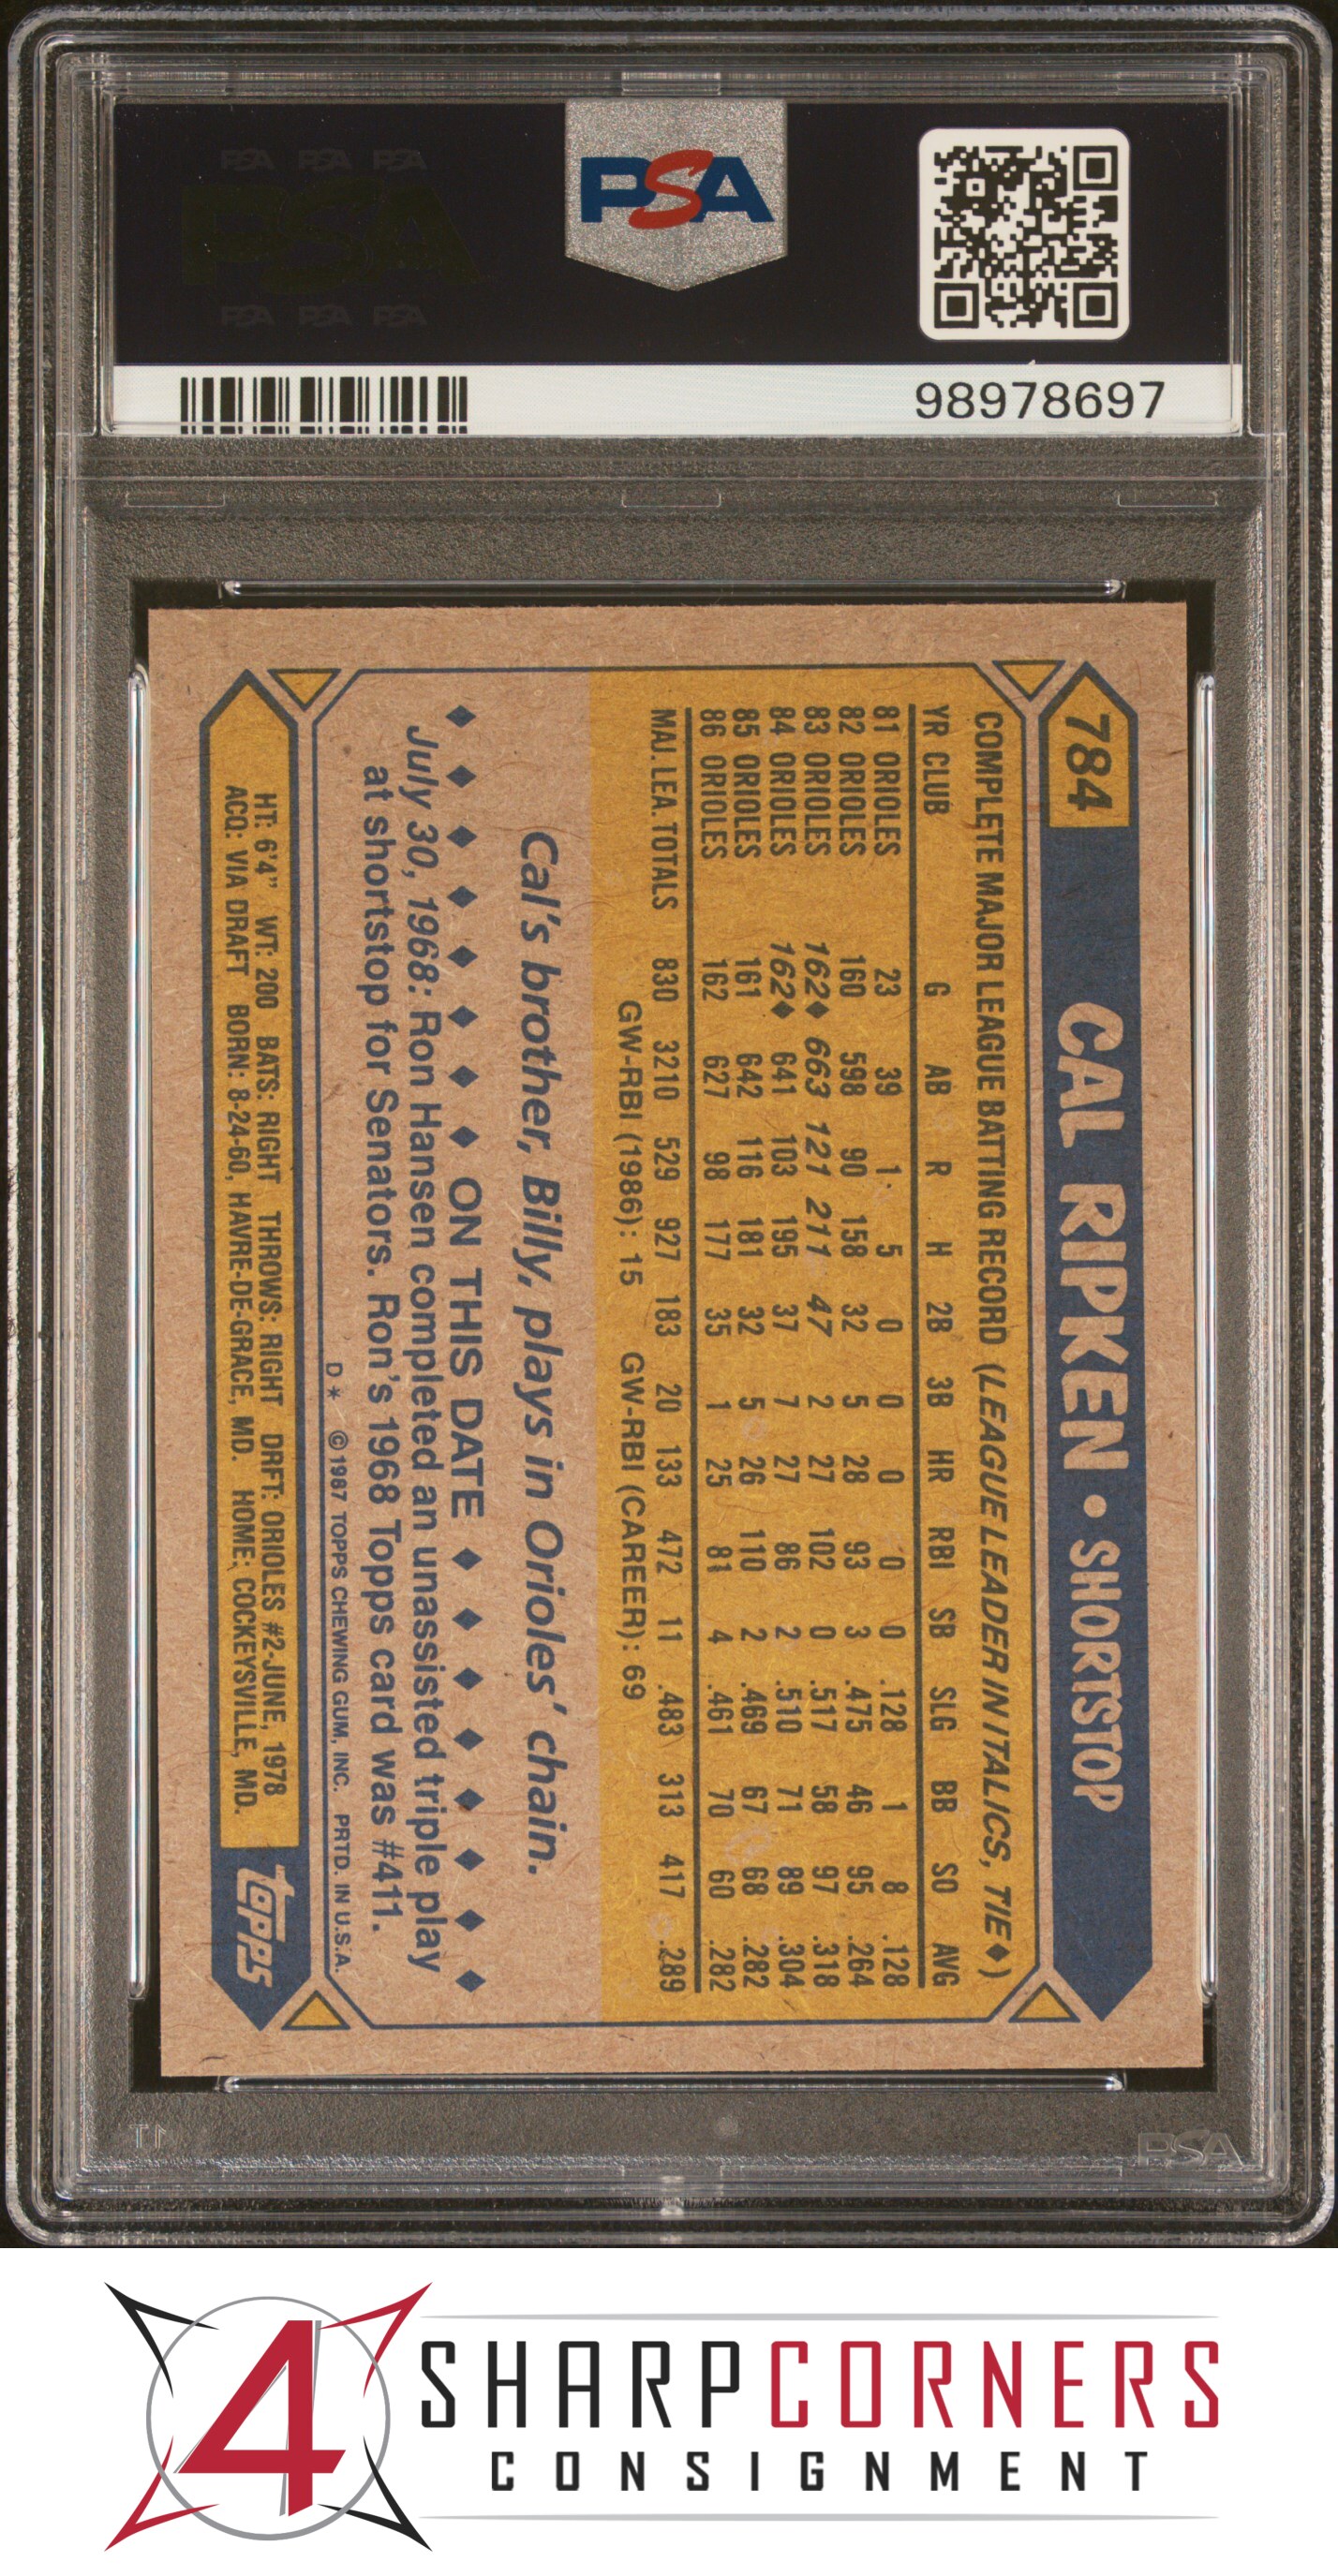 PSA PSA PSA
PSA
PSA PSA PSA
PSA
98978697
784 CAL RIPKEN • SHORTSTOP
COMPLETE MAJOR LEAGUE BATTING RECORD (LEAGUE LEADER IN ITALICS, TIE◆)
YR CLUB G AB R H 2B 3B HR RBI SB SLG BB SO AVG
81 ORIOLES 23 39 1 5 0 0 0 0 0 .128 1 8 .128
82 ORIOLES 160 598 90 158 32 5 28 93 3 .475 46 95 .264
83 ORIOLES 162◆ 663 121 211 47 2 27 102 0 .517 58 97 .318
84 ORIOLES 162◆ 641 103 195 37 7 27 86 2 .510 71 89 .304
85 ORIOLES 161 642 116 181 32 5 26 110 2 .469 67 68 .282
86 ORIOLES 162 627 98 177 35 1 25 81 4 .461 70 60 .282
MAJ. LEA. TOTALS 830 3210 529 927 183 20 133 472 11 .483 313 417 .289
GW-RBI (1986): 15 GW-RBI (CAREER): 69
Cal's brother, Billy, plays in Orioles' chain.
◆ ◆ ◆ ◆ ◆ ◆ ◆ ◆ ON THIS DATE ◆ ◆ ◆ ◆ ◆ ◆ ◆ ◆
July 30, 1968: Ron Hansen completed an unassisted triple play
at shortstop for Senators. Ron's 1968 Topps card was #411.
D* © 1987 TOPPS CHEWING GUM, INC. PRTD. IN U.S.A.
HT: 6'4" WT: 200 BATS: RIGHT THROWS: RIGHT DRFT: ORIOLES #2-JUNE, 1978
ACQ: VIA DRAFT BORN: 8-24-60, HAVRE-DE-GRACE, MD. HOME: COCKEYSVILLE, MD.
topps
PSA
4
SHARPCORNERS
CONSIGNMENT